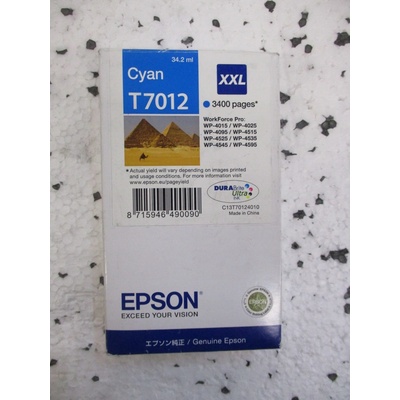 34.2 ml
Cyan
T7012
XXL
3400 pages*
WorkForce Pro:
WP-4015 / WP-4025
WP-4095 / WP-4515
WP-4525 / WP-4535
WP-4545 / WP-4595
*Actual yield will vary depending on images printed
and usage conditions. For more information visit
www.epson.eu/pageyield
DURABrite
Ultra
Ink
C13T70124010
Made in China
8 715946 490090
EPSON
EXCEED YOUR VISION
エプソン純正 / Genuine Epson